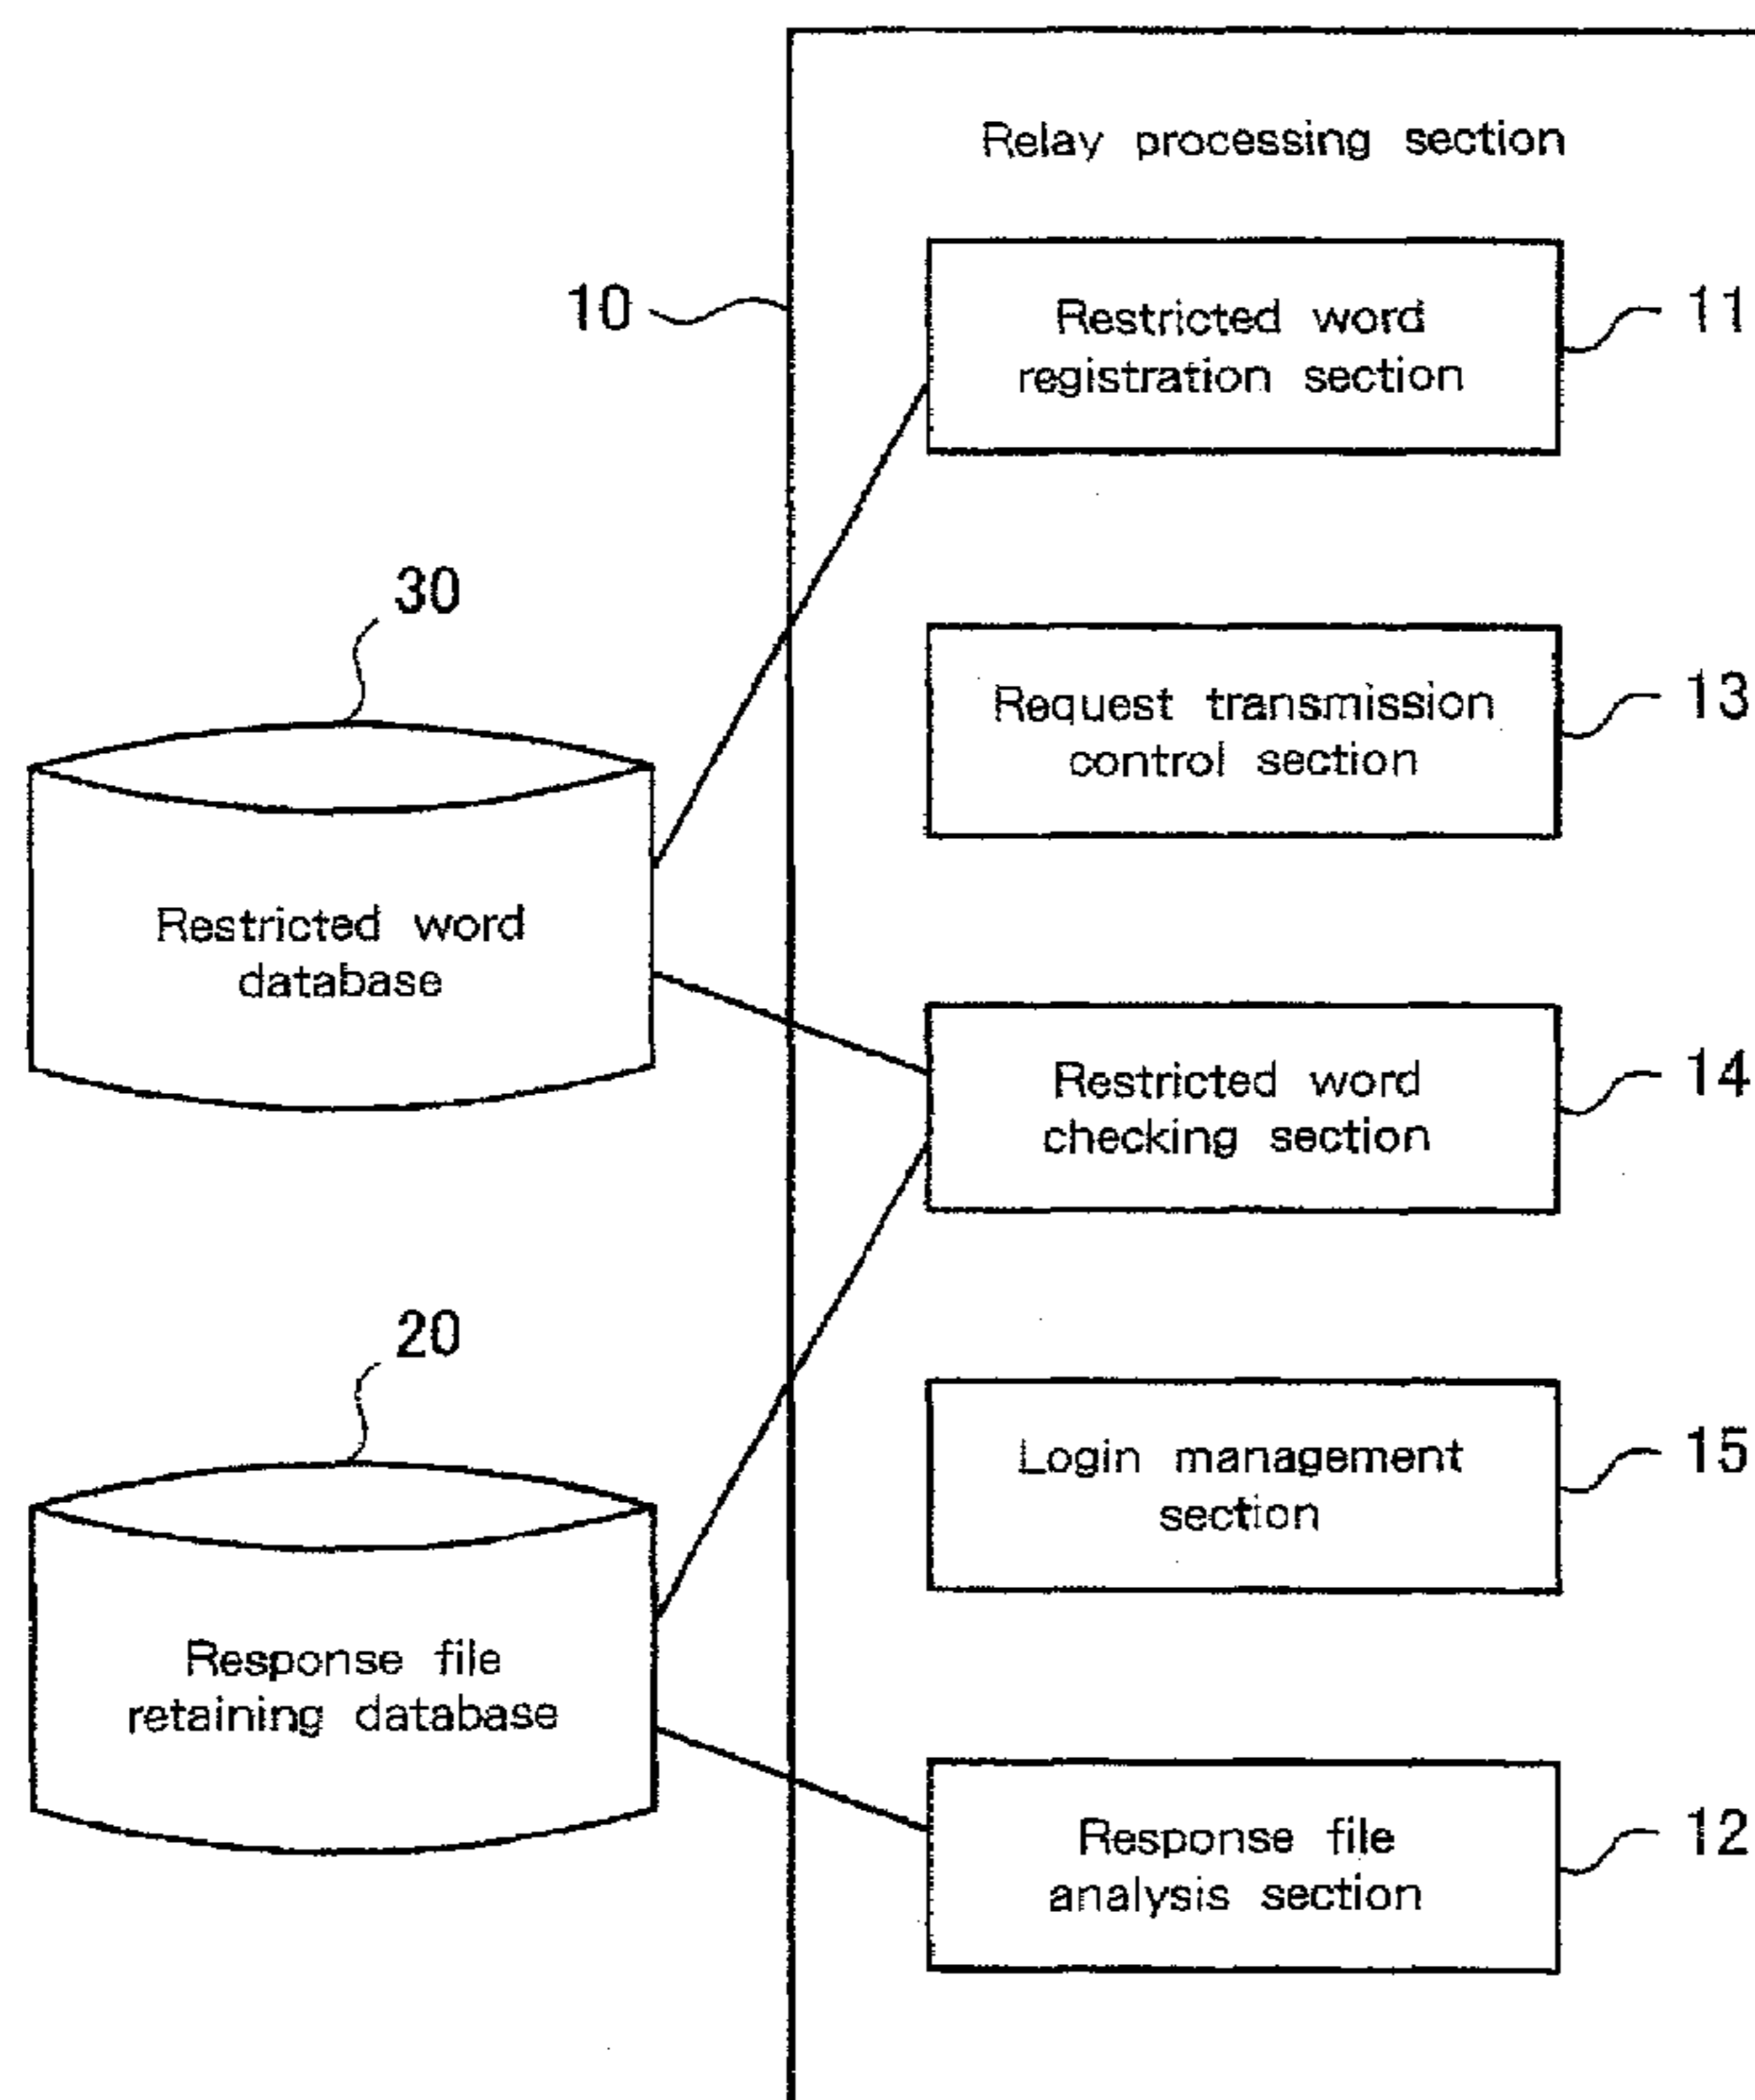 Relay processing section
10
Restricted word
registration section
11
30
Request transmission
control section
13
Restricted word
database
Restricted word
checking section
14
20
Login management
section
15
Response file
retaining database
Response file
analysis section
12